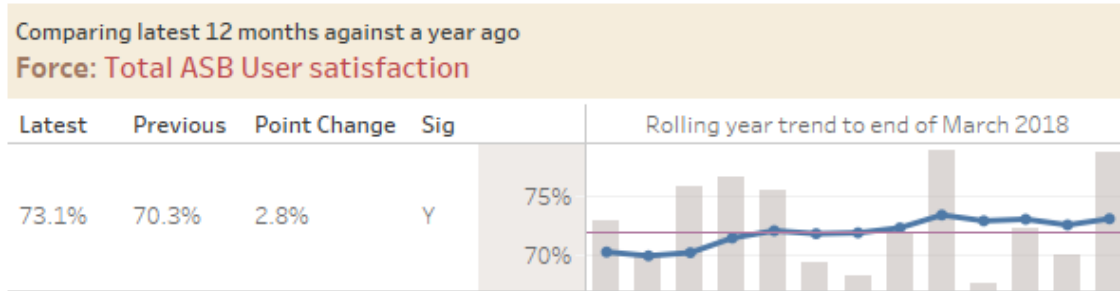 Comparing latest 12 months against a year ago
Force: Total ASB User satisfaction
Latest Previous Point Change Sig Rolling year trend to end of March 2018
75%
73.1% 70.3% 2.8% Y
70%